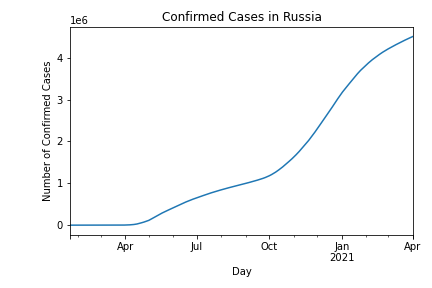 Confirmed Cases in Russia
1e6
4
3
2
1
0
Number of Confirmed Cases
Apr Jul Oct Jan Apr
2021
Day